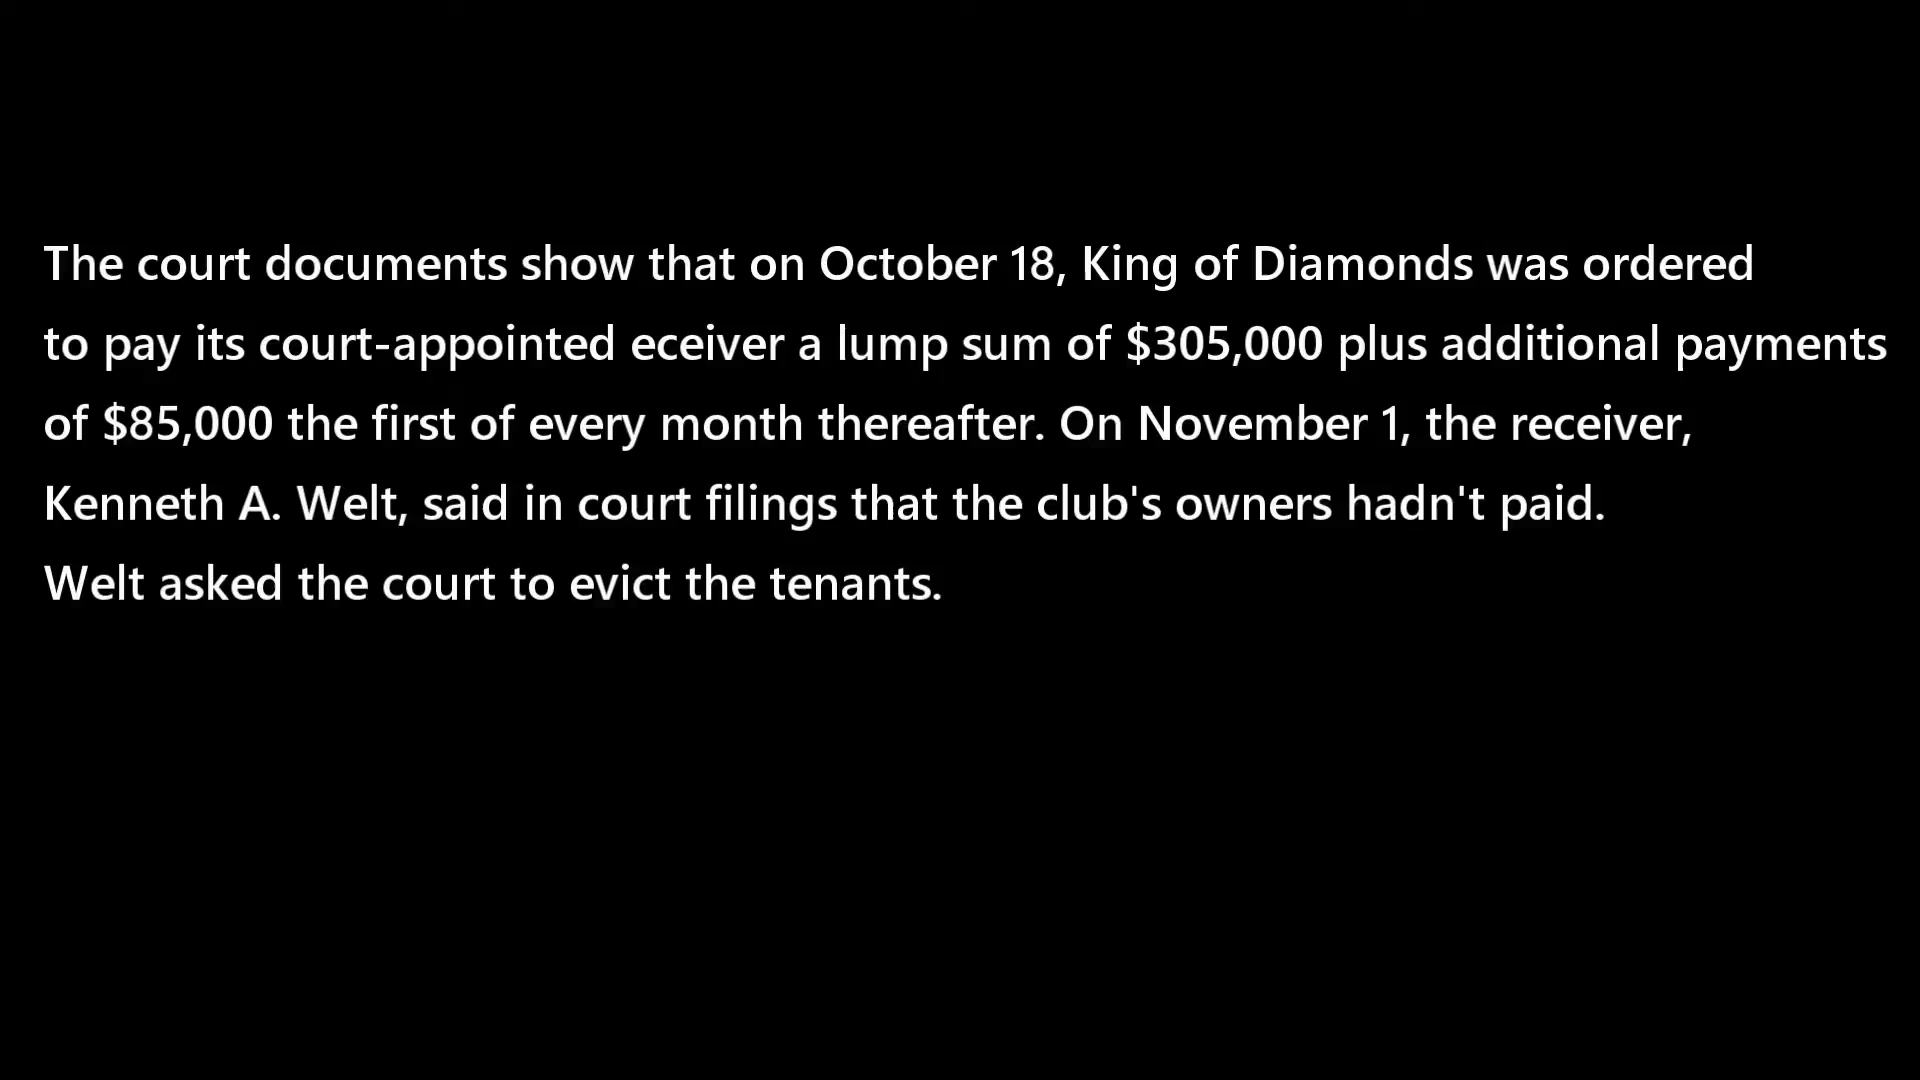 The court documents show that on October 18, King of Diamonds was ordered
to pay its court-appointed eceiver a lump sum of $305,000 plus additional payments
of $85,000 the first of every month thereafter. On November 1, the receiver,
Kenneth A. Welt, said in court filings that the club's owners hadn't paid.
Welt asked the court to evict the tenants.